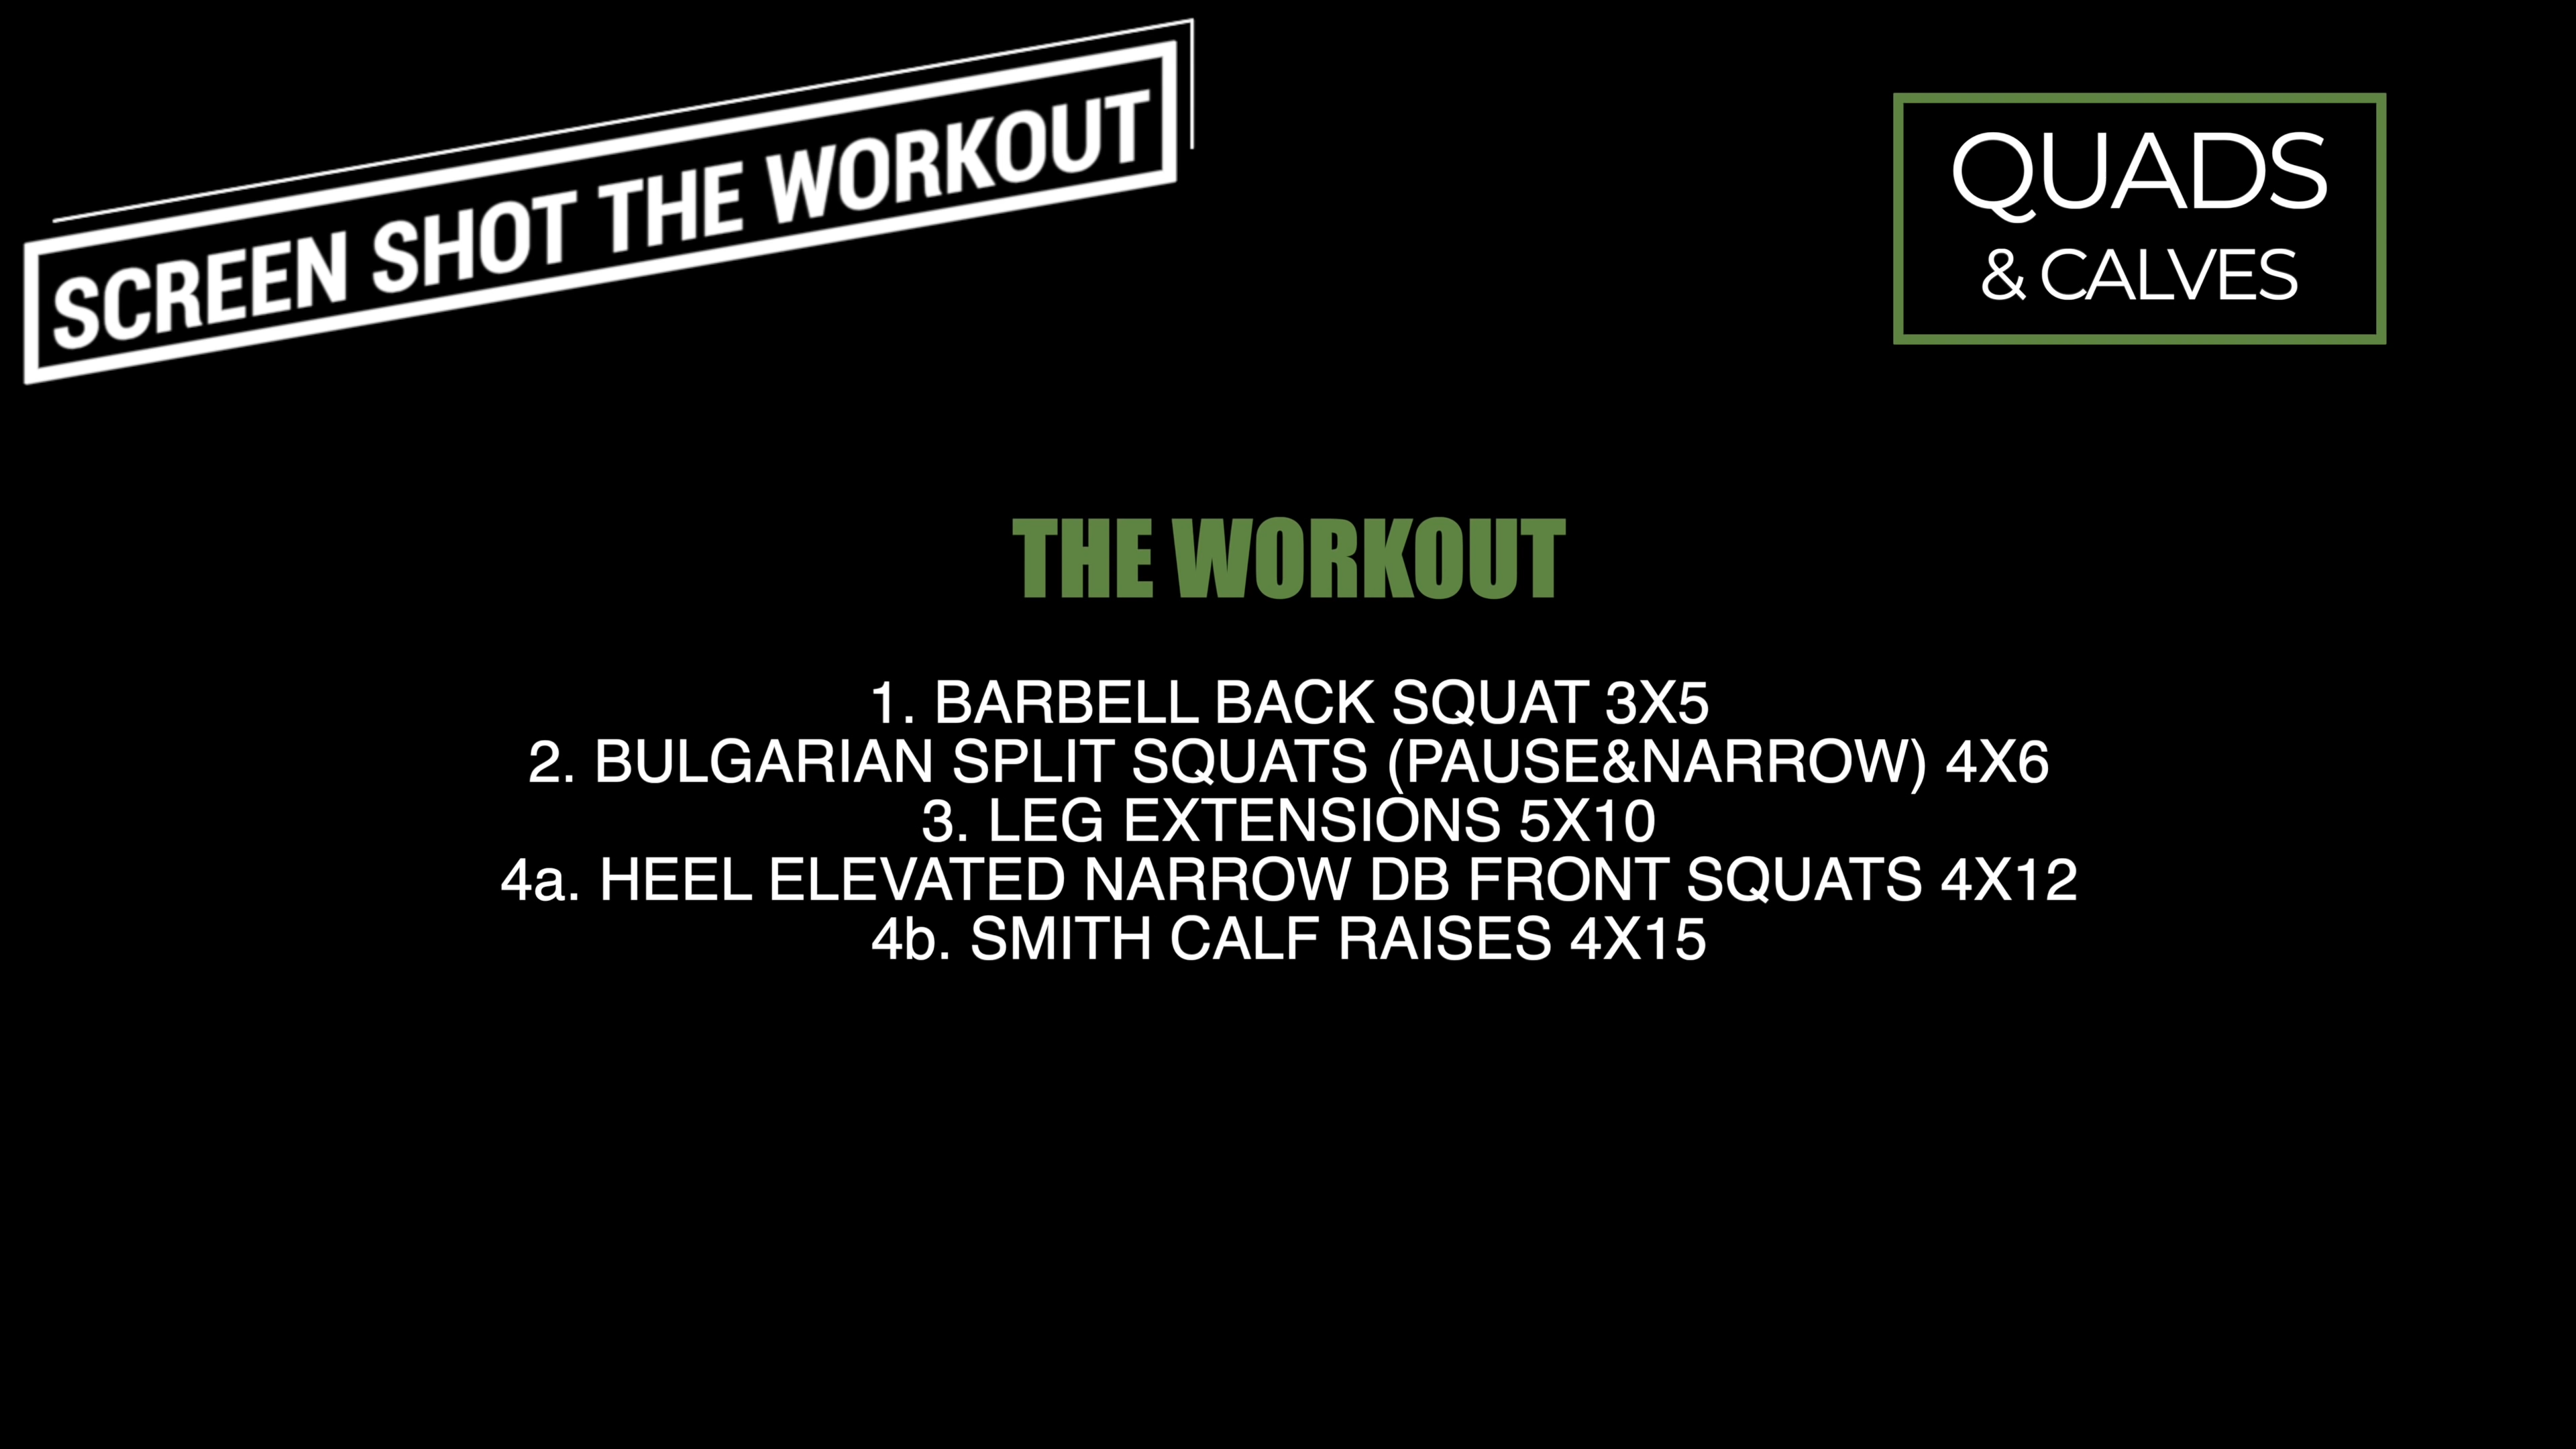 SCREEN SHOT THE WORKOUT
QUADS
& CALVES
THE WORKOUT
1. BARBELL BACK SQUAT 3X5
2. BULGARIAN SPLIT SQUATS (PAUSE&NARROW) 4X6
3. LEG EXTENSIONS 5X10
4a. HEEL ELEVATED NARROW DB FRONT SQUATS 4X12
4b. SMITH CALF RAISES 4X15